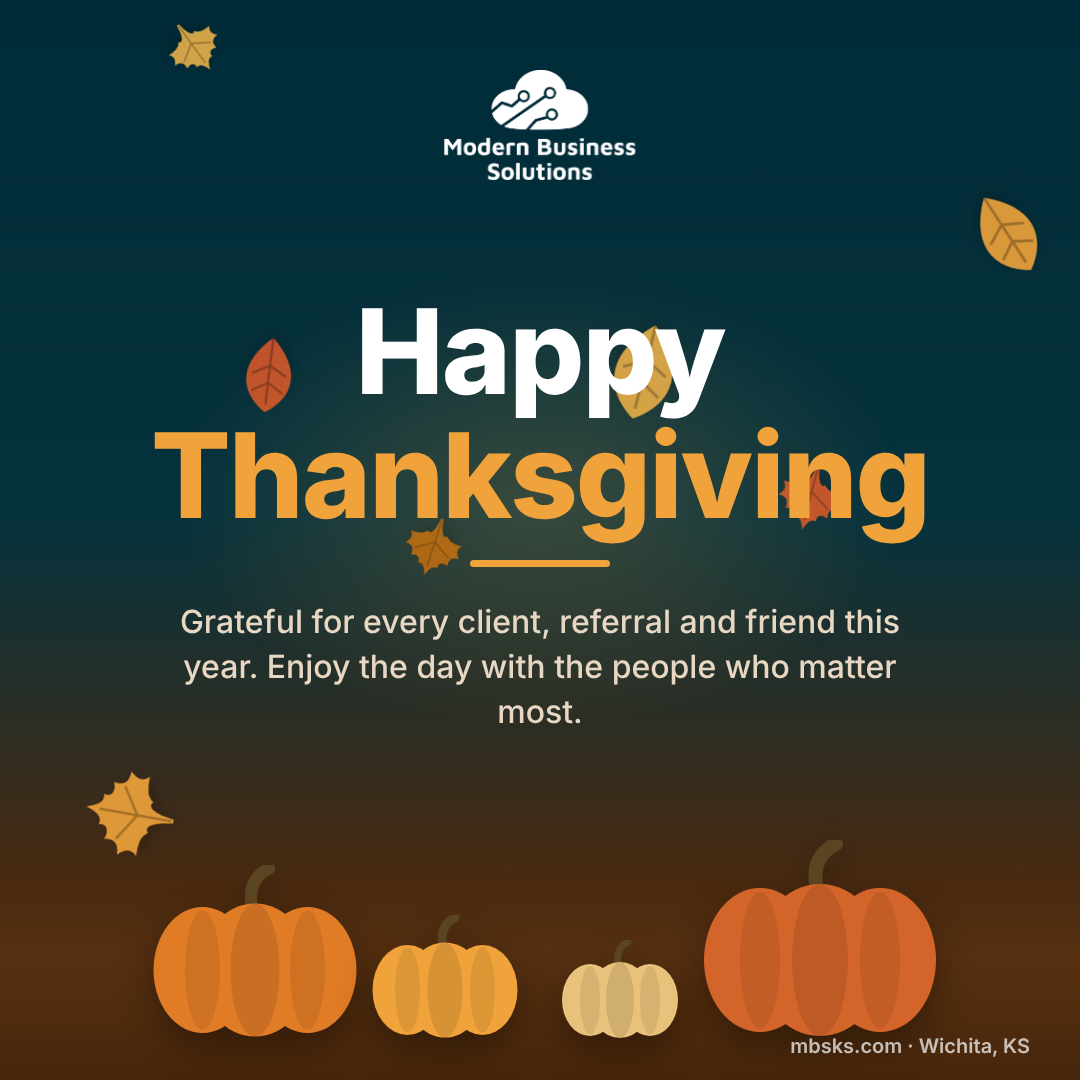 Modern Business
Solutions
Happy
Thanksgiving
Grateful for every client, referral and friend this
year. Enjoy the day with the people who matter
most.
mbsks.com · Wichita, KS